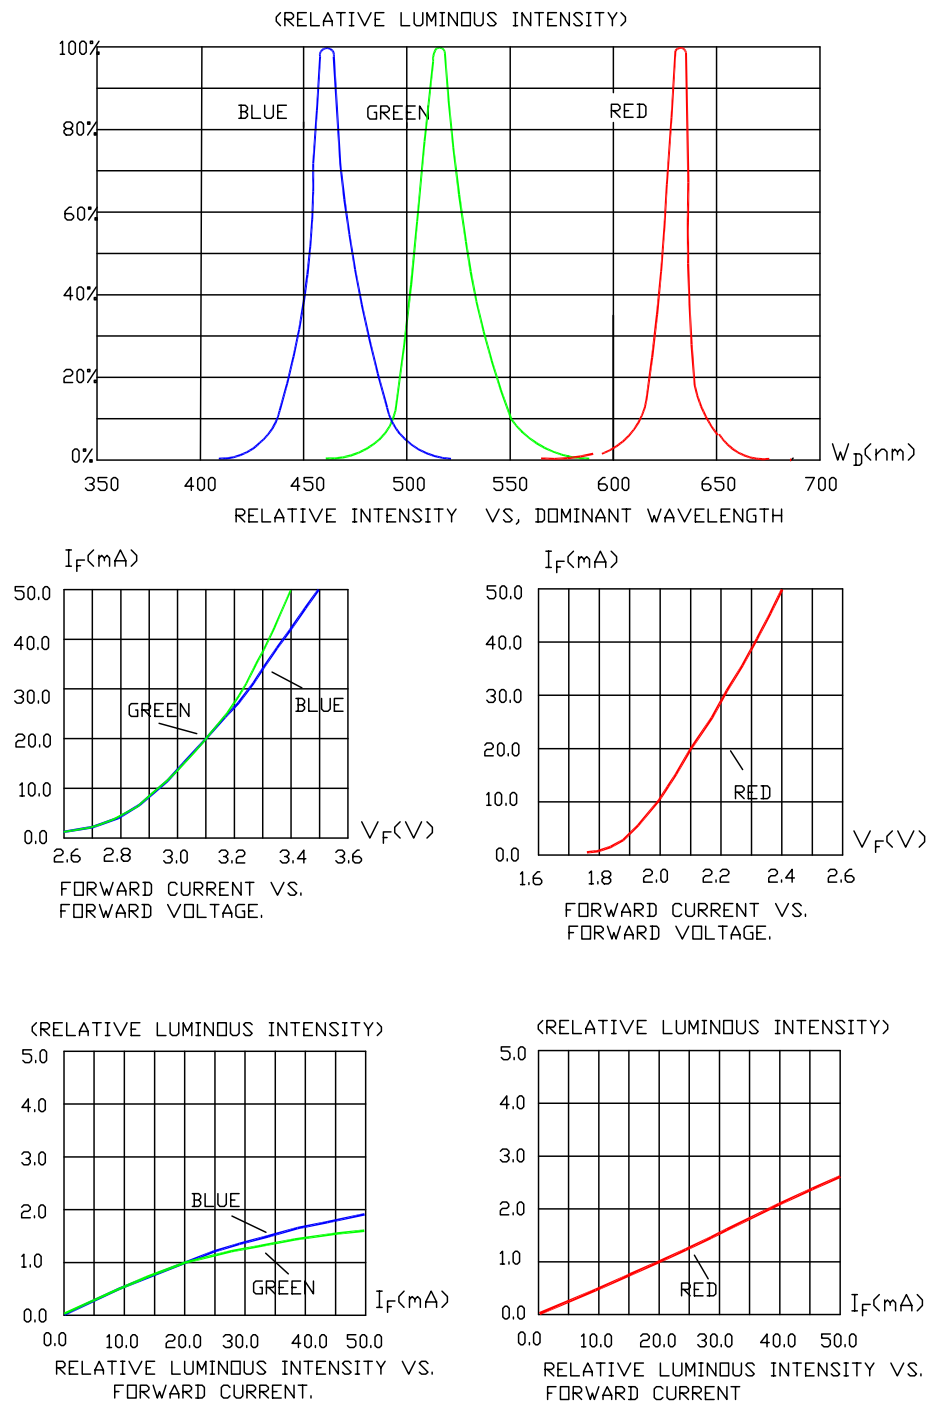 (RELATIVE LUMINOUS INTENSITY)
100%
BLUE
GREEN
RED
80%
60%
40%
20%
0%
W_D(nm)
350 400 450 500 550 600 650 700
RELATIVE INTENSITY VS, DOMINANT WAVELENGTH
I_F(mA)
50.0
40.0
30.0
GREEN
BLUE
20.0
10.0
0.0
V_F(V)
2.6 2.8 3.0 3.2 3.4 3.6
FORWARD CURRENT VS.
FORWARD VOLTAGE.
I_F(mA)
50.0
40.0
30.0
20.0
RED
10.0
0.0
V_F(V)
1.6 1.8 2.0 2.2 2.4 2.6
FORWARD CURRENT VS.
FORWARD VOLTAGE.
(RELATIVE LUMINOUS INTENSITY)
5.0
4.0
3.0
BLUE
2.0
1.0
GREEN
0.0
I_F(mA)
0.0 10.0 20.0 30.0 40.0 50.0
RELATIVE LUMINOUS INTENSITY VS.
FORWARD CURRENT.
(RELATIVE LUMINOUS INTENSITY)
5.0
4.0
3.0
2.0
1.0
RED
0.0
I_F(mA)
0.0 10.0 20.0 30.0 40.0 50.0
RELATIVE LUMINOUS INTENSITY VS.
FORWARD CURRENT